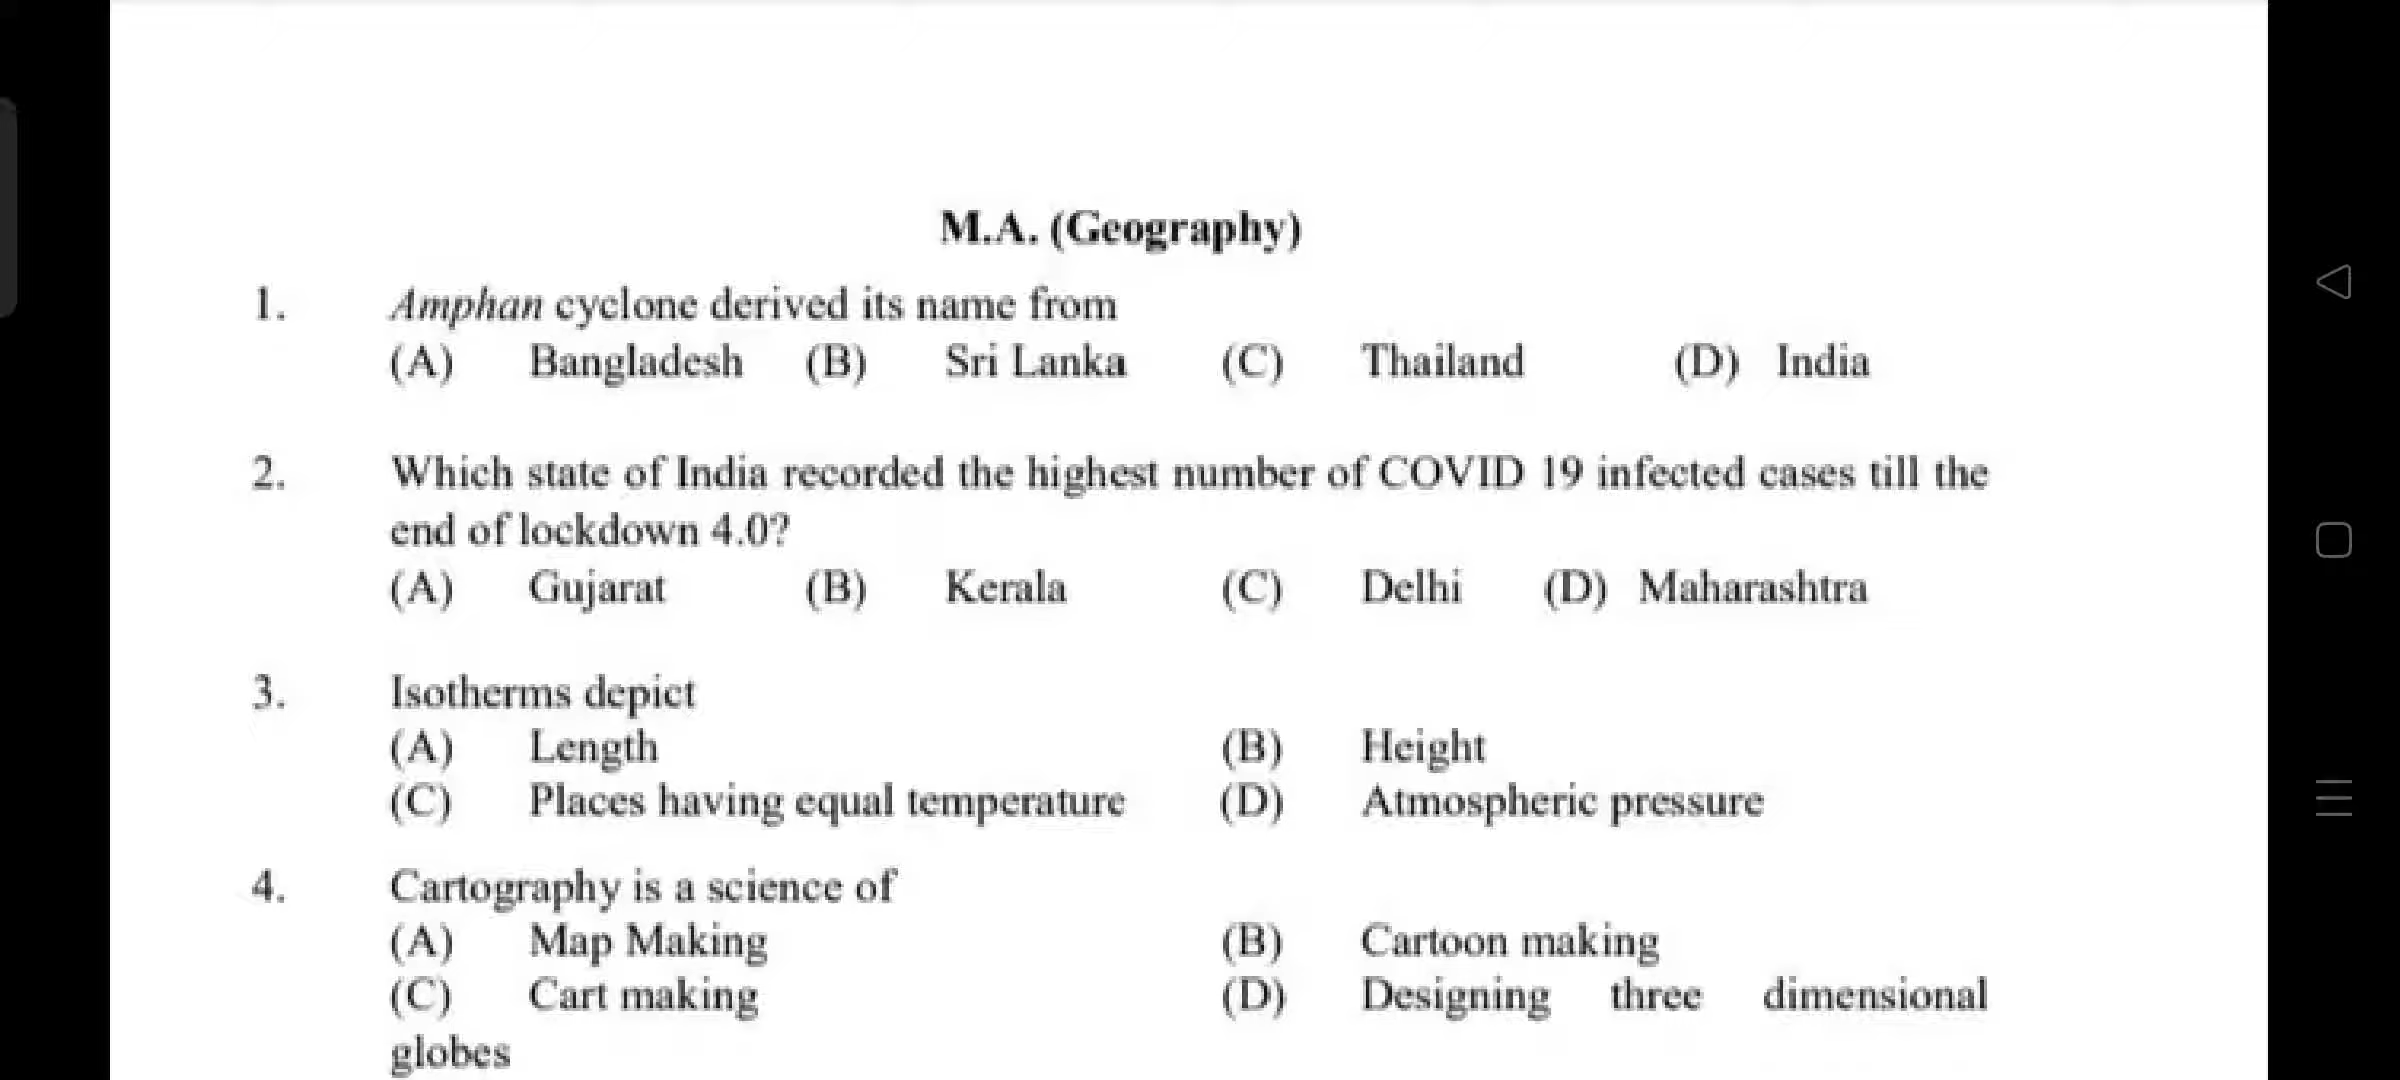 M.A. (Geography)
1. Amphan cyclone derived its name from
(A) Bangladesh (B) Sri Lanka (C) Thailand (D) India
2. Which state of India recorded the highest number of COVID 19 infected cases till the
end of lockdown 4.0?
(A) Gujarat (B) Kerala (C) Delhi (D) Maharashtra
3. Isotherms depict
(A) Length (B) Height
(C) Places having equal temperature (D) Atmospheric pressure
4. Cartography is a science of
(A) Map Making (B) Cartoon making
(C) Cart making (D) Designing three dimensional
globes